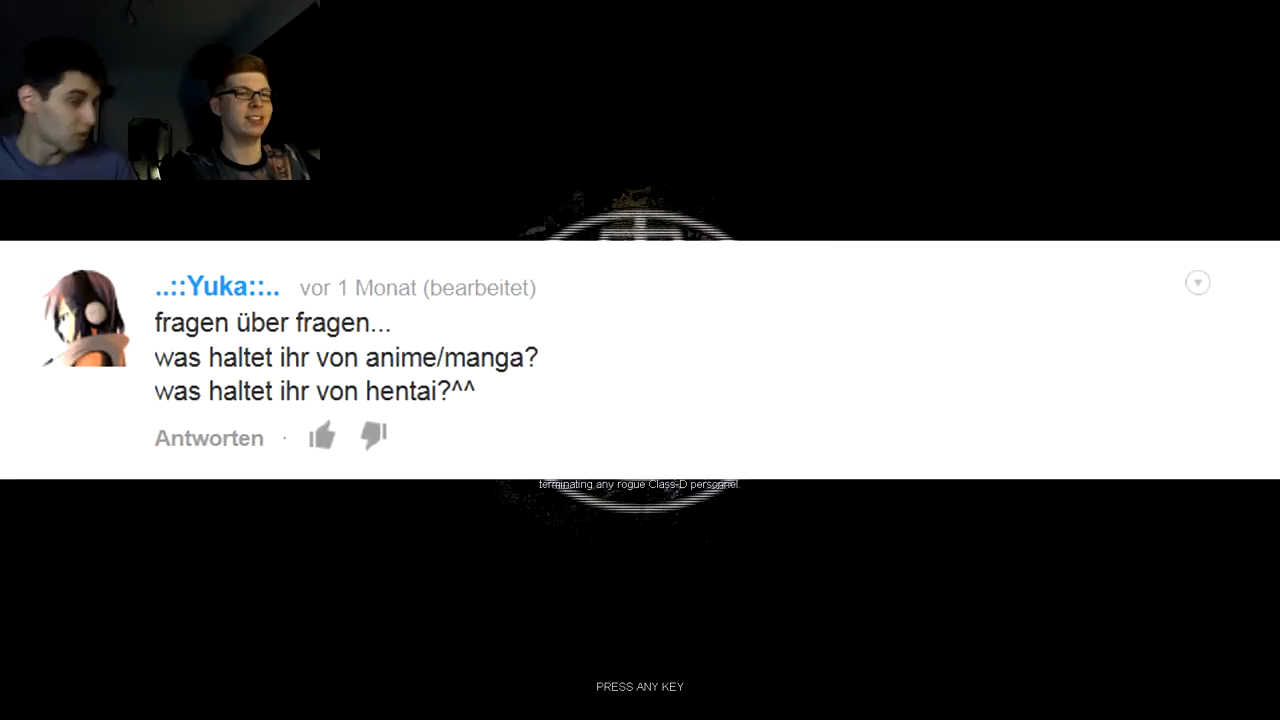 ..::Yuka::.. vor 1 Monat (bearbeitet)
fragen über fragen...
was haltet ihr von anime/manga?
was haltet ihr von hentai?^^
Antworten ·
terminating any rogue Class-D personnel.
PRESS ANY KEY